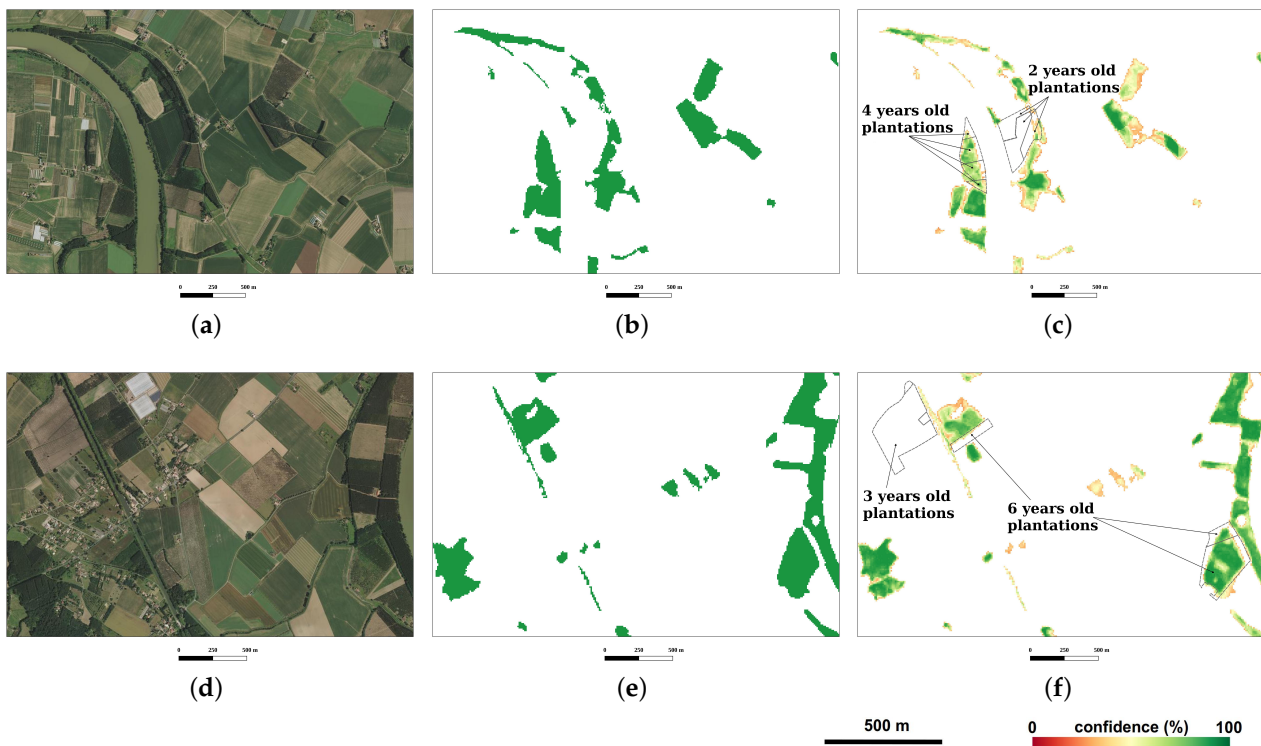 2 years old
plantations
4 years old
plantations
0 250 500 m
0 250 500 m
0 250 500 m
(a)
(b)
(c)
3 years old
plantations
6 years old
plantations
0 250 500 m
0 250 500 m
0 250 500 m
(d)
(e)
(f)
500 m
0 confidence (%) 100